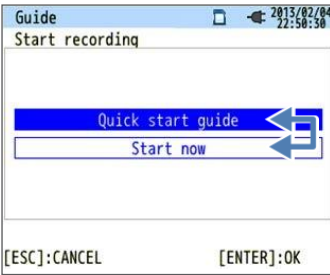 Guide 2013/02/04
22:50:30
Start recording
Quick start guide
Start now
[ESC]:CANCEL [ENTER]:OK